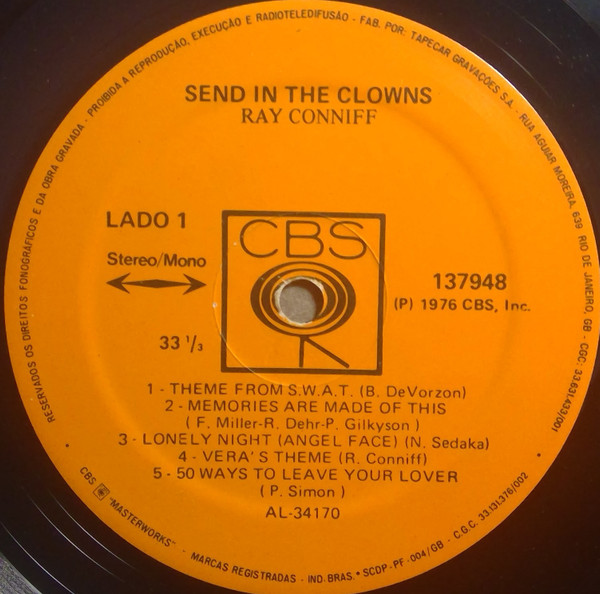 RESERVADOS OS DIREITOS FONOGRÁFICOS E DA OBRA GRAVADA - PROIBIDA A REPRODUÇÃO, EXECUÇÃO E RADIOTELEDIFUSÃO - FAB. POR: TAPECAR GRAVAÇÕES S.A. - RUA AGUIAR MOREIRA, 639 RIO DE JANEIRO, GB - CGC: 33.631.433/001
SEND IN THE CLOWNS
RAY CONNIFF
LADO 1
Stereo/Mono
33 1/3
CBS
137948
(P) 1976 CBS, Inc.
1 - THEME FROM S.W.A.T. (B. DeVorzon)
2 - MEMORIES ARE MADE OF THIS
( F. Miller-R. Dehr-P. Gilkyson )
3 - LONELY NIGHT (ANGEL FACE) (N. Sedaka)
4 - VERA'S THEME (R. Conniff)
5 - 50 WAYS TO LEAVE YOUR LOVER
( P. Simon )
AL-34170
CBS "MASTERWORKS" - MARCAS REGISTRADAS - IND. BRAS. • SCDP-PF-004/GB - C.G.C. 33.131.376/002